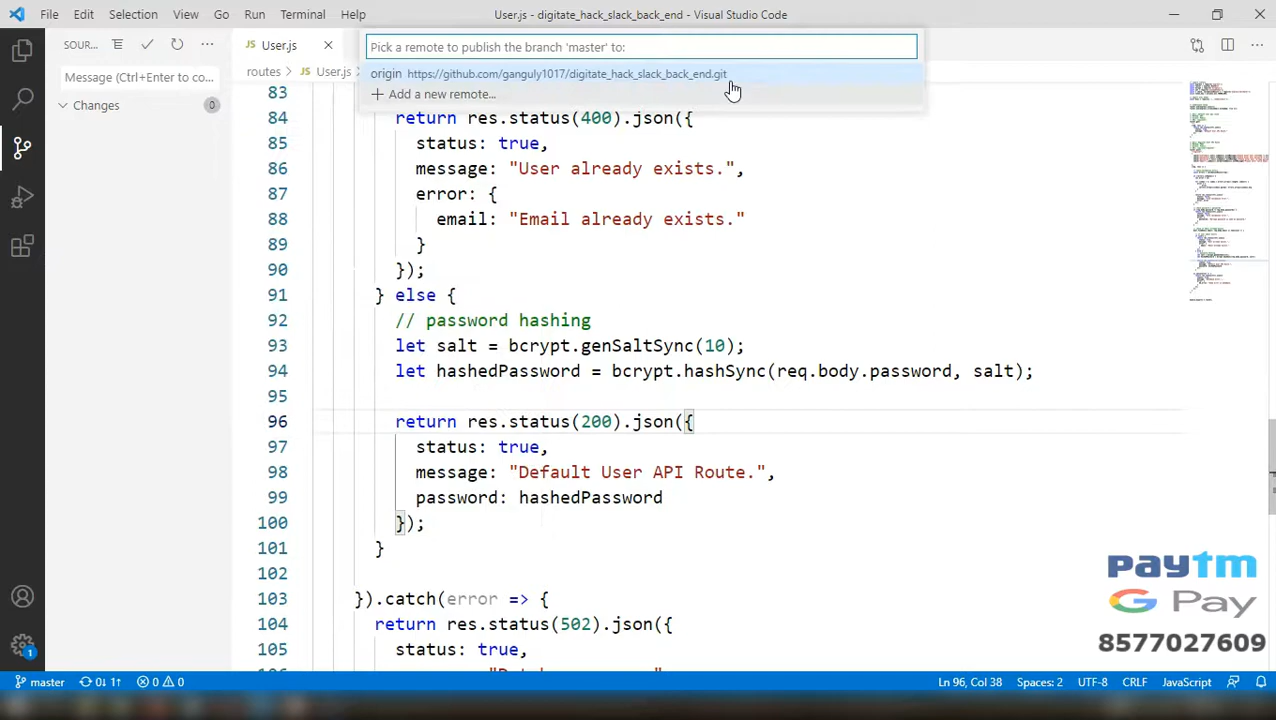 File Edit Selection View Go Run Terminal Help
User.js - digitate_hack_slack_back_end - Visual Studio Code
SOUR...
User.js
Pick a remote to publish the branch 'master' to:
origin https://github.com/ganguly1017/digitate_hack_slack_back_end.git
+ Add a new remote...
Message (Ctrl+Enter to co...
routes > User.js >
Changes 0
83
84 return res.status(400).json({
85 status: true,
86 message: "User already exists.",
87 error: {
88 email: "Email already exists."
89 }
90 });
91 } else {
92 // password hashing
93 let salt = bcrypt.genSaltSync(10);
94 let hashedPassword = bcrypt.hashSync(req.body.password, salt);
95
96 return res.status(200).json({
97 status: true,
98 message: "Default User API Route.",
99 password: hashedPassword
100 });
101 }
102
103 }).catch(error => {
104 return res.status(502).json({
105 status: true,
paytm
G Pay
8577027609
1
master 0↓ 1↑ 0 0
Ln 96, Col 38 Spaces: 2 UTF-8 CRLF JavaScript